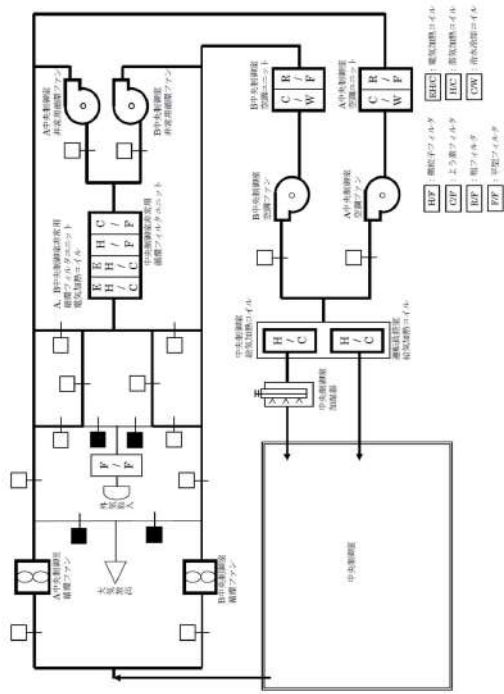 A中央制御室
循環ファン
大気放出
B中央制御室
循環ファン
外気取入
F/F
A、B中央制御室非常用
循環フィルタユニット
電気加熱コイル
EH/C
EH/C
H/F
C/F
中央制御室非常用
循環フィルタユニット
A中央制御室
非常用循環ファン
B中央制御室
非常用循環ファン
B中央制御室
空調ユニット
C/W
R/F
A中央制御室
空調ユニット
C/W
R/F
B中央制御室
空調ファン
A中央制御室
空調ファン
中央制御室
給気加熱コイル
H/C
H/C
給気加熱コイル
中央制御室
加湿器
中央制御室
EH/C:電気加熱コイル
H/C:蒸気加熱コイル
C/W:冷水冷却コイル
H/F:微粒子フィルタ
C/F:よう素フィルタ
R/F:粗フィルタ
F/F:平型フィルタ